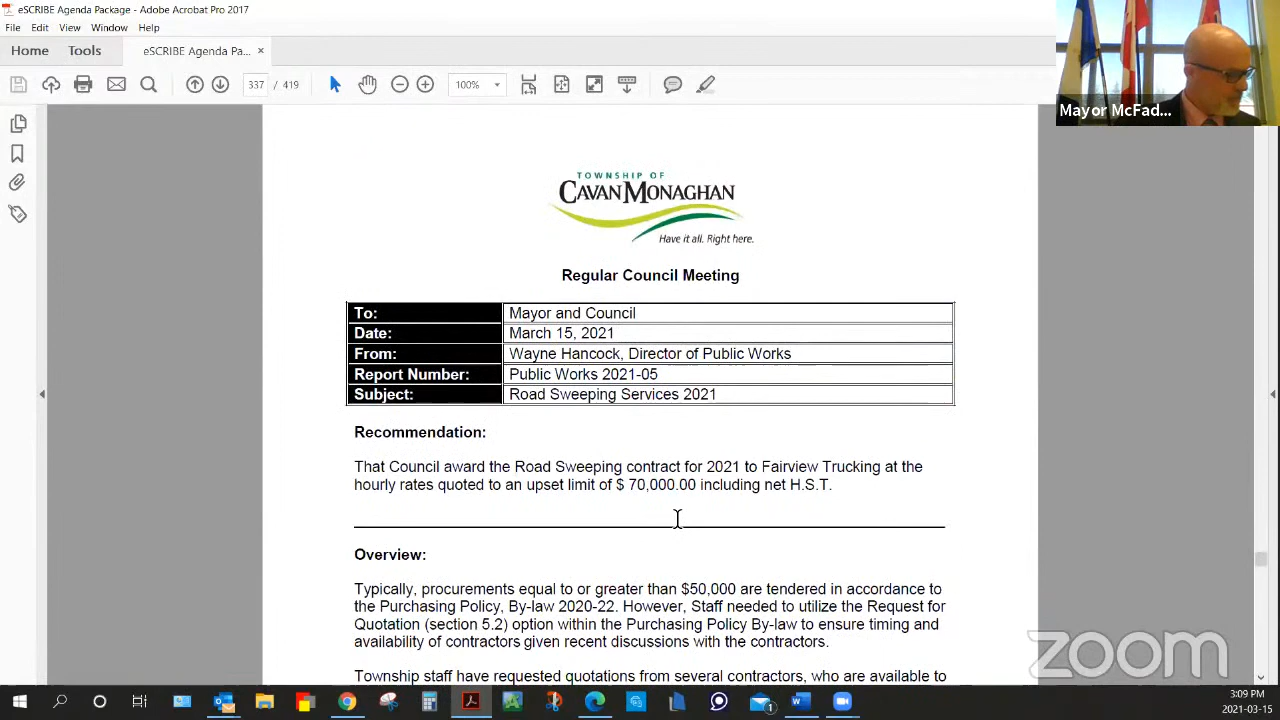 eSCRIBE Agenda Package - Adobe Acrobat Pro 2017
File Edit View Window Help
Home Tools eSCRIBE Agenda Pa... ×
337 / 419 100%
Mayor McFad...
TOWNSHIP OF
CAVAN MONAGHAN
Have it all. Right here.
Regular Council Meeting
To: Mayor and Council
Date: March 15, 2021
From: Wayne Hancock, Director of Public Works
Report Number: Public Works 2021-05
Subject: Road Sweeping Services 2021
Recommendation:
That Council award the Road Sweeping contract for 2021 to Fairview Trucking at the
hourly rates quoted to an upset limit of $ 70,000.00 including net H.S.T.
Overview:
Typically, procurements equal to or greater than $50,000 are tendered in accordance to
the Purchasing Policy, By-law 2020-22. However, Staff needed to utilize the Request for
Quotation (section 5.2) option within the Purchasing Policy By-law to ensure timing and
availability of contractors given recent discussions with the contractors.
Township staff have requested quotations from several contractors, who are available to
zoom
3:09 PM
2021-03-15